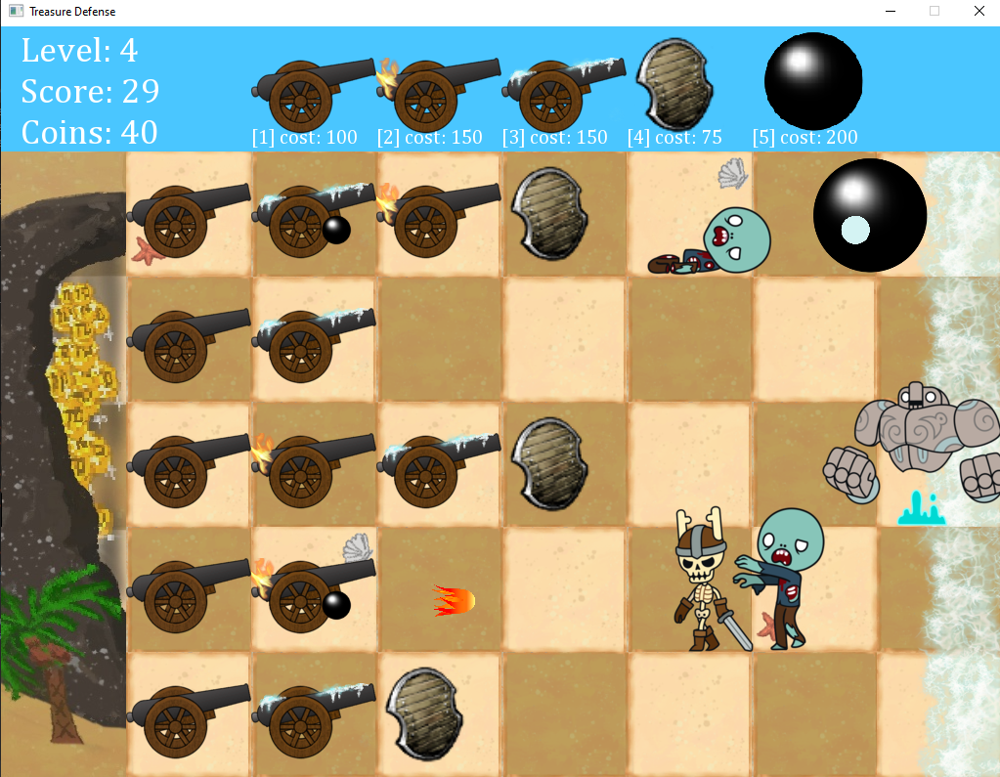 Treasure Defense
Level: 4
Score: 29
Coins: 40
[1] cost: 100
[2] cost: 150
[3] cost: 150
[4] cost: 75
[5] cost: 200